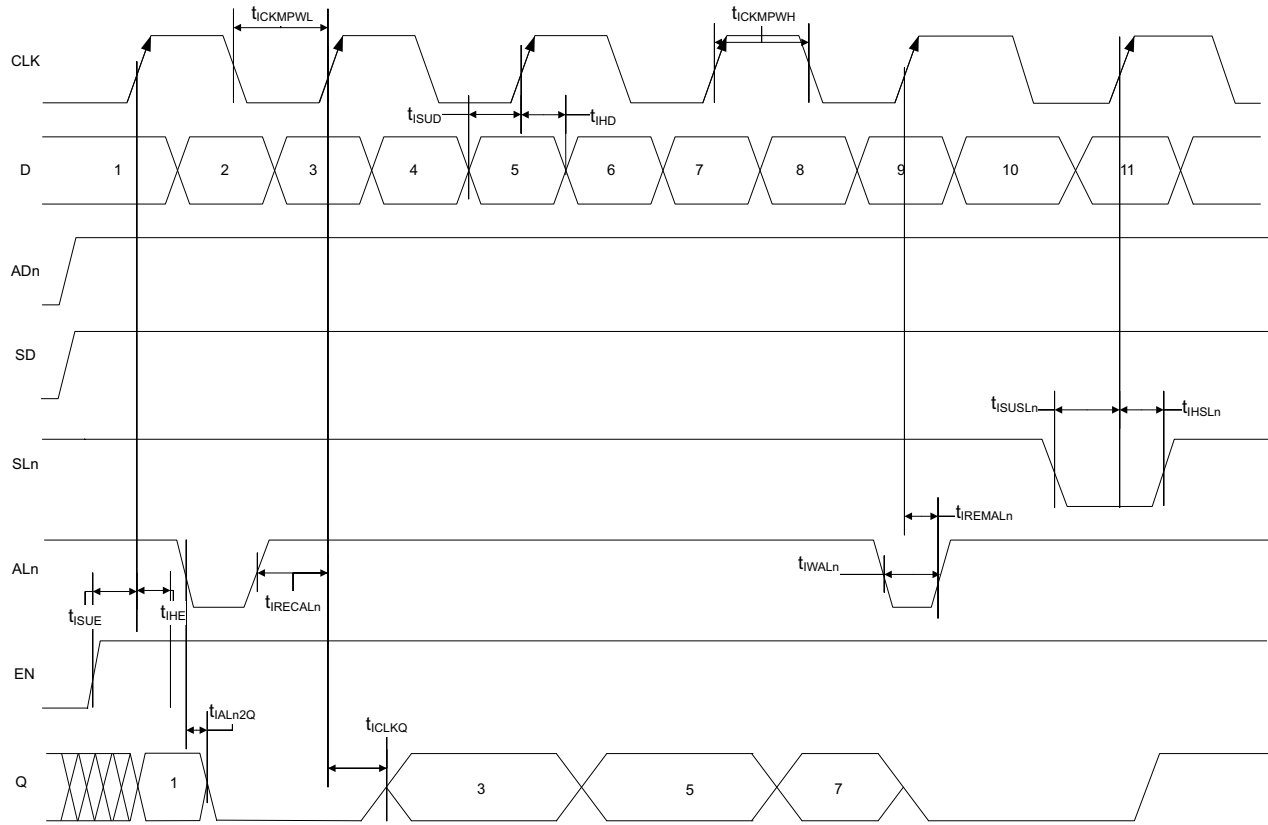 tICKMPWL
tICKMPWH
CLK
tISUD
tIHD
D
1
2
3
4
5
6
7
8
9
10
11
ADn
SD
tISUSLn
tIHSLn
SLn
tIREMALn
ALn
tIWALn
tISUE
tIHE
tIRECALn
EN
tIALn2Q
tICLKQ
Q
1
3
5
7